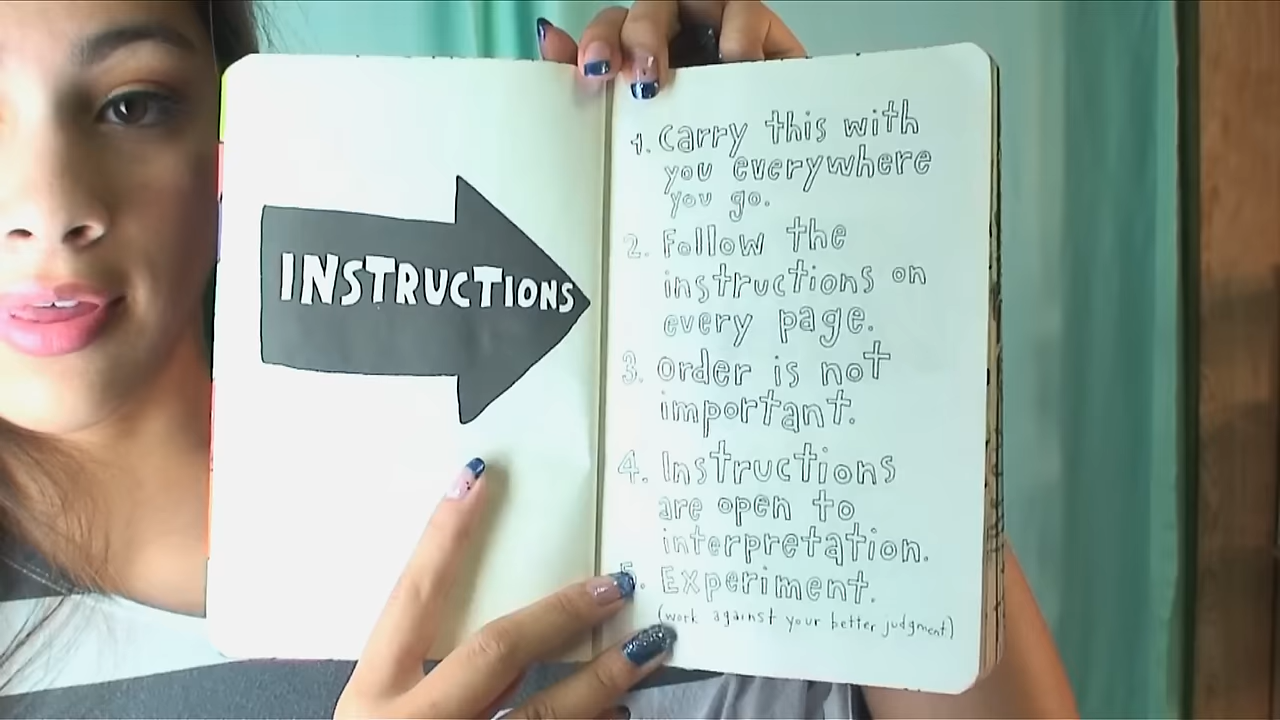 INSTRUCTIONS
1. Carry this with
you everywhere
you go.
2. Follow the
instructions on
every page.
3. Order is not
important.
4. Instructions
are open to
interpretation.
5. Experiment.
(work against your better judgment)